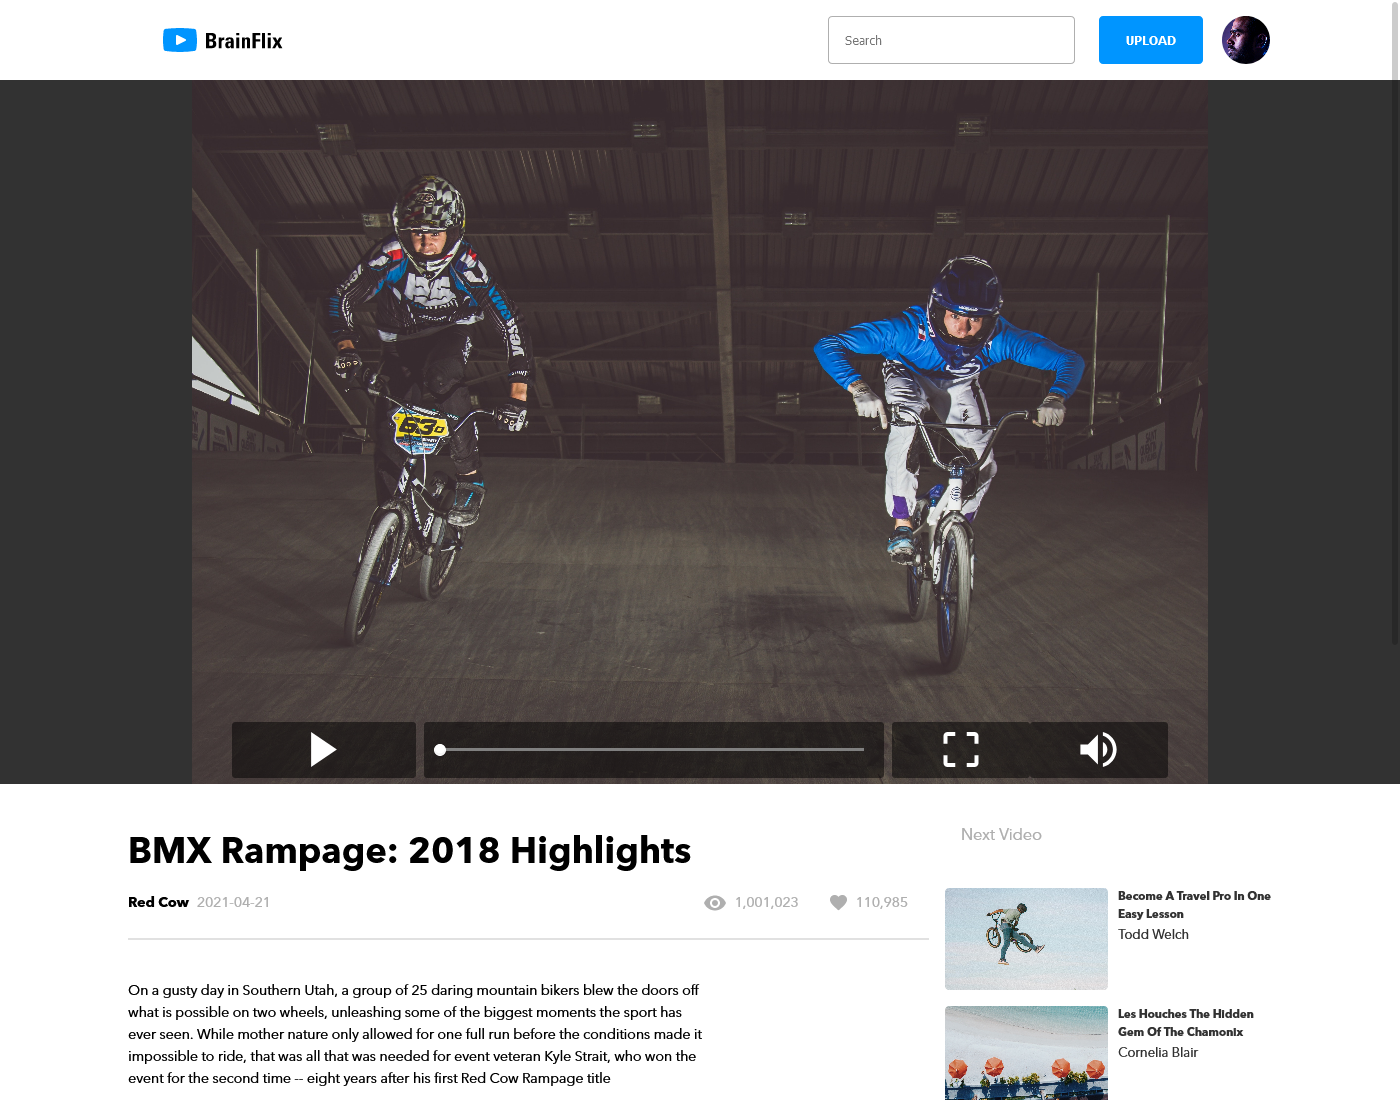 BrainFlix
Search
UPLOAD
630
BMX Rampage: 2018 Highlights
Red Cow 2021-04-21
1,001,023
110,985
On a gusty day in Southern Utah, a group of 25 daring mountain bikers blew the doors off
what is possible on two wheels, unleashing some of the biggest moments the sport has
ever seen. While mother nature only allowed for one full run before the conditions made it
impossible to ride, that was all that was needed for event veteran Kyle Strait, who won the
event for the second time -- eight years after his first Red Cow Rampage title
Next Video
Become A Travel Pro In One
Easy Lesson
Todd Welch
Les Houches The Hidden
Gem Of The Chamonix
Cornelia Blair